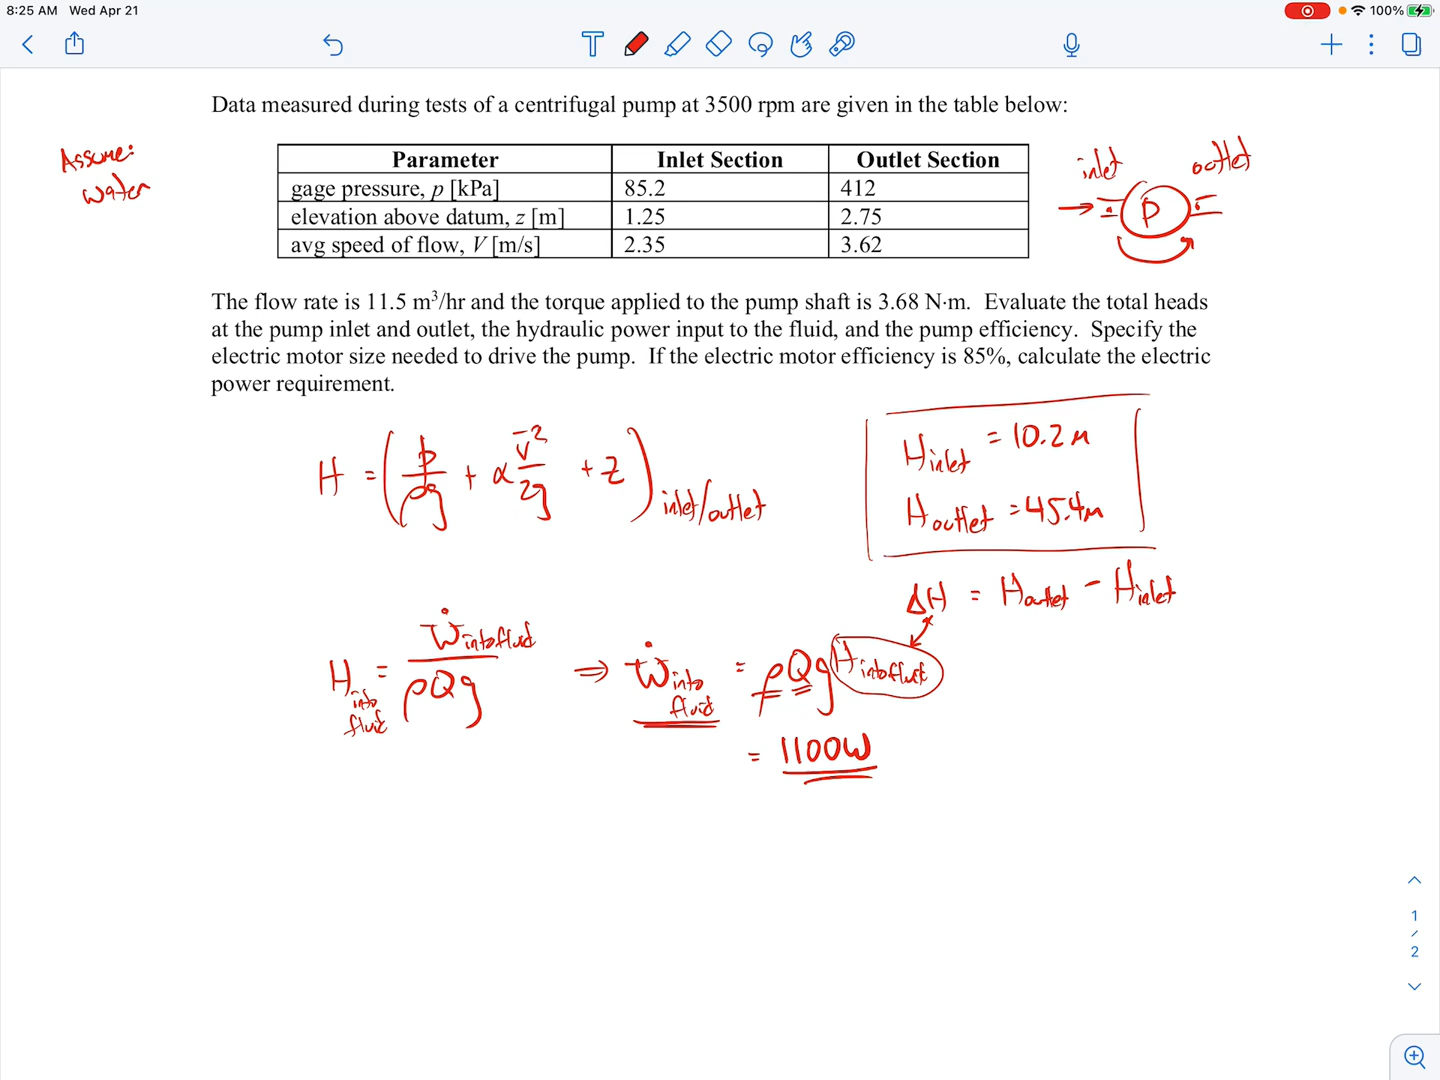 8:25 AM Wed Apr 21
100%
Data measured during tests of a centrifugal pump at 3500 rpm are given in the table below:
Assume:
water
Parameter Inlet Section Outlet Section
gage pressure, p [kPa] 85.2 412
elevation above datum, z [m] 1.25 2.75
avg speed of flow, V [m/s] 2.35 3.62
inlet outlet
P
The flow rate is 11.5 m³/hr and the torque applied to the pump shaft is 3.68 N·m. Evaluate the total heads
at the pump inlet and outlet, the hydraulic power input to the fluid, and the pump efficiency. Specify the
electric motor size needed to drive the pump. If the electric motor efficiency is 85%, calculate the electric
power requirement.
H = (p/ρg + α V̄²/2g + z) inlet/outlet
H inlet = 10.2 m
H outlet = 45.4 m
ΔH = H outlet - H inlet
H into fluid = Ẇ into fluid / ρQg ⇒ Ẇ into fluid = ρQg H into fluid
= 1100W
1
/
2